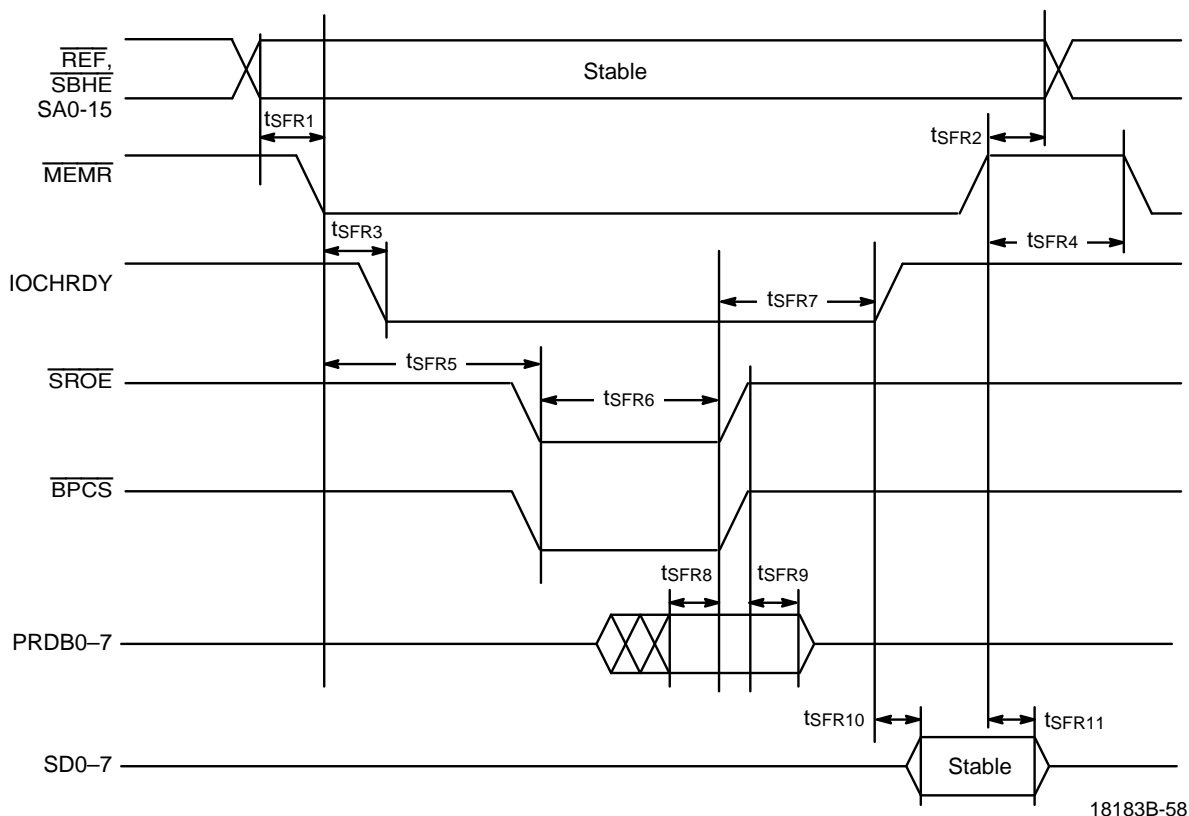 REF,
SBHE
SA0-15
Stable
tSFR1
tSFR2
MEMR
tSFR3
tSFR4
IOCHRDY
tSFR7
tSFR5
SROE
tSFR6
BPCS
tSFR8
tSFR9
PRDB0–7
tSFR10
tSFR11
SD0–7
Stable
18183B-58